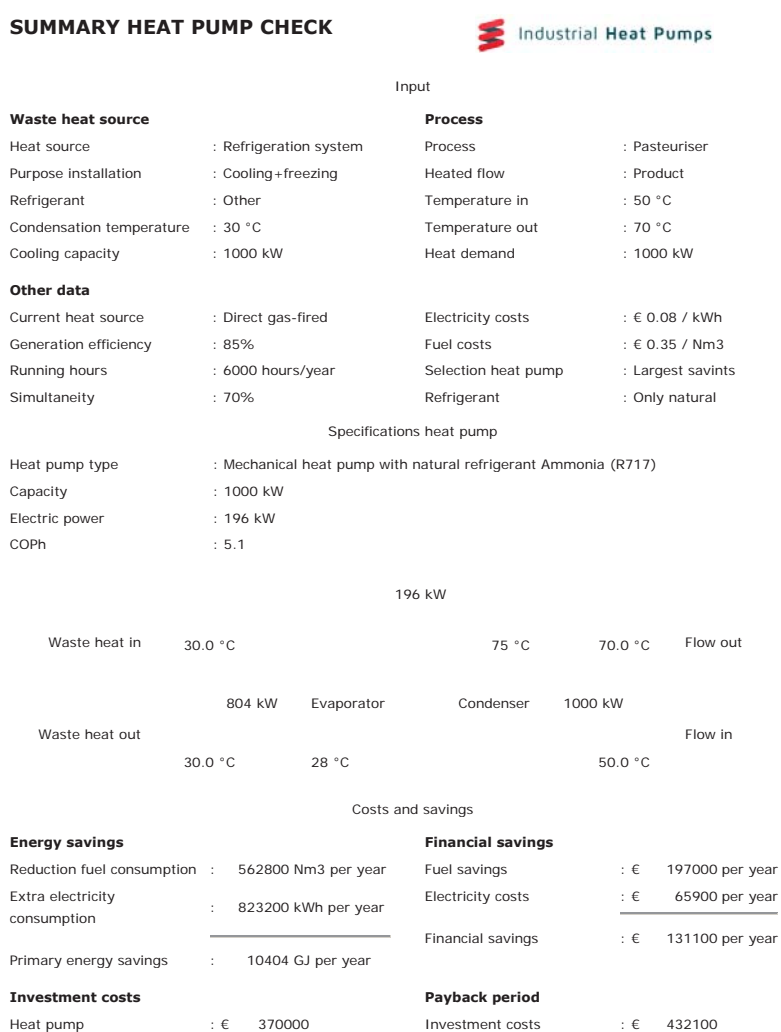 SUMMARY HEAT PUMP CHECK
Industrial Heat Pumps
Input
Waste heat source Process
Heat source : Refrigeration system Process : Pasteuriser
Purpose installation : Cooling+freezing Heated flow : Product
Refrigerant : Other Temperature in : 50 °C
Condensation temperature : 30 °C Temperature out : 70 °C
Cooling capacity : 1000 kW Heat demand : 1000 kW
Other data
Current heat source : Direct gas-fired Electricity costs : € 0.08 / kWh
Generation efficiency : 85% Fuel costs : € 0.35 / Nm3
Running hours : 6000 hours/year Selection heat pump : Largest savints
Simultaneity : 70% Refrigerant : Only natural
Specifications heat pump
Heat pump type : Mechanical heat pump with natural refrigerant Ammonia (R717)
Capacity : 1000 kW
Electric power : 196 kW
COPh : 5.1
196 kW
Waste heat in 30.0 °C 75 °C 70.0 °C Flow out
804 kW Evaporator Condenser 1000 kW
Waste heat out Flow in
30.0 °C 28 °C 50.0 °C
Costs and savings
Energy savings Financial savings
Reduction fuel consumption : 562800 Nm3 per year Fuel savings : € 197000 per year
Extra electricity consumption : 823200 kWh per year Electricity costs : € 65900 per year
Financial savings : € 131100 per year
Primary energy savings : 10404 GJ per year
Investment costs Payback period
Heat pump : € 370000 Investment costs : € 432100